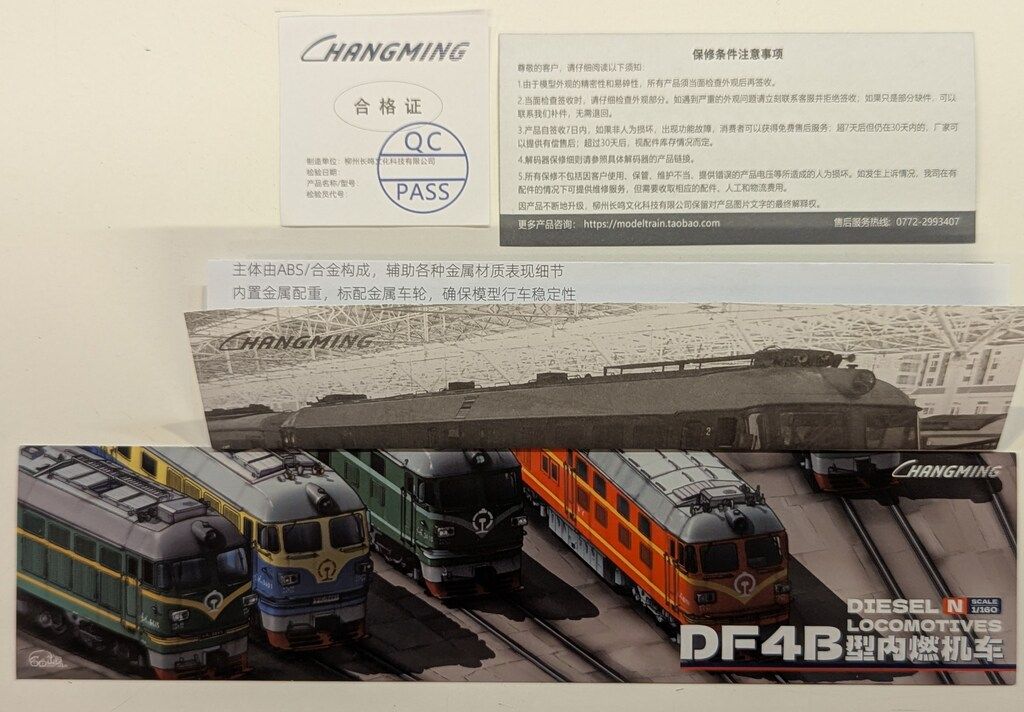 CHANGMING
合格证
QC
PASS
制造单位：柳州长鸣文化科技有限公司
检验日期：
产品名称/型号：
检验员代号：
保修条件注意事项
尊敬的客户，请仔细阅读以下须知：
1.由于模型外观的精密性和易碎性，所有产品须当面检查外观后再签收。
2.当面检查签收时，请仔细检查外观部分。如遇到严重的外观问题请立刻联系客服并拒绝签收；如果只是部分缺件，可以
联系我们补件，无需退回。
3.产品自签收7日内，如果非人为损坏，出现功能故障，消费者可以获得免费售后服务；超7天后但仍在30天内的，厂家可
以提供有偿售后；超过30天后，视配件库存情况而定。
4.解码器保修细则请参照具体解码器的产品链接。
5.所有保修不包括因客户使用、保管、维护不当、提供错误的产品电压等所造成的人为损坏。如发生上诉情况，我司在有
配件的情况下可提供维修服务，但需要收取相应的配件、人工和物流费用。
因产品不断地升级，柳州长鸣文化科技有限公司保留对产品图片文字的最终解释权。
更多产品咨询： https://modeltrain.taobao.com
售后服务热线：0772-2993407
主体由ABS/合金构成，辅助各种金属材质表现细节
内置金属配重，标配金属车轮，确保模型行车稳定性
CHANGMING
2
CHANGMING
DIESEL N SCALE 1/160
LOCOMOTIVES
DF4B型内燃机车